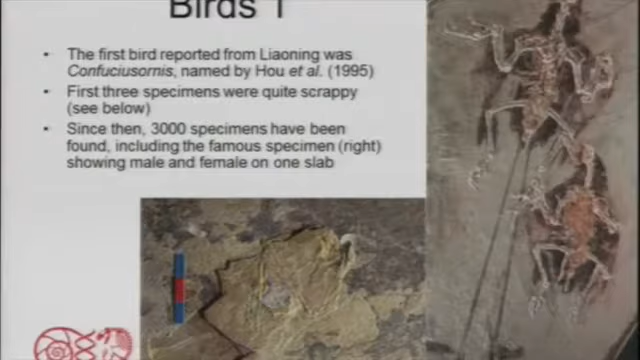 Birds 1
• The first bird reported from Liaoning was
Confuciusornis, named by Hou et al. (1995)
• First three specimens were quite scrappy
(see below)
• Since then, 3000 specimens have been
found, including the famous specimen (right)
showing male and female on one slab